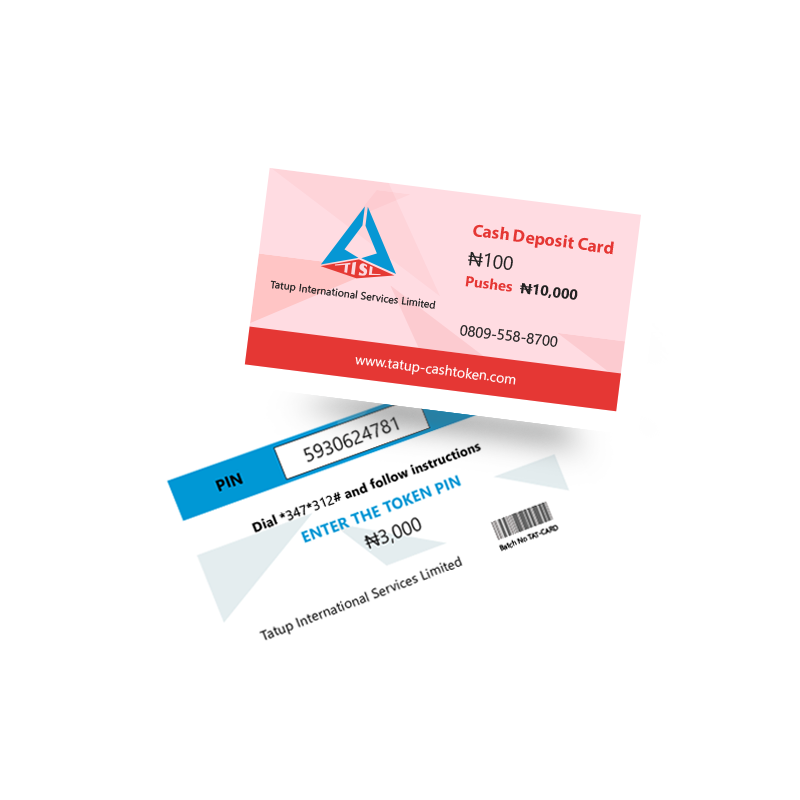 TISL
Tatup International Services Limited
Cash Deposit Card
₦100
Pushes ₦10,000
0809-558-8700
www.tatup-cashtoken.com
PIN
5930624781
Dial *347*312# and follow instructions
ENTER THE TOKEN PIN
₦3,000
Batch No TAT-CARD
Tatup International Services Limited